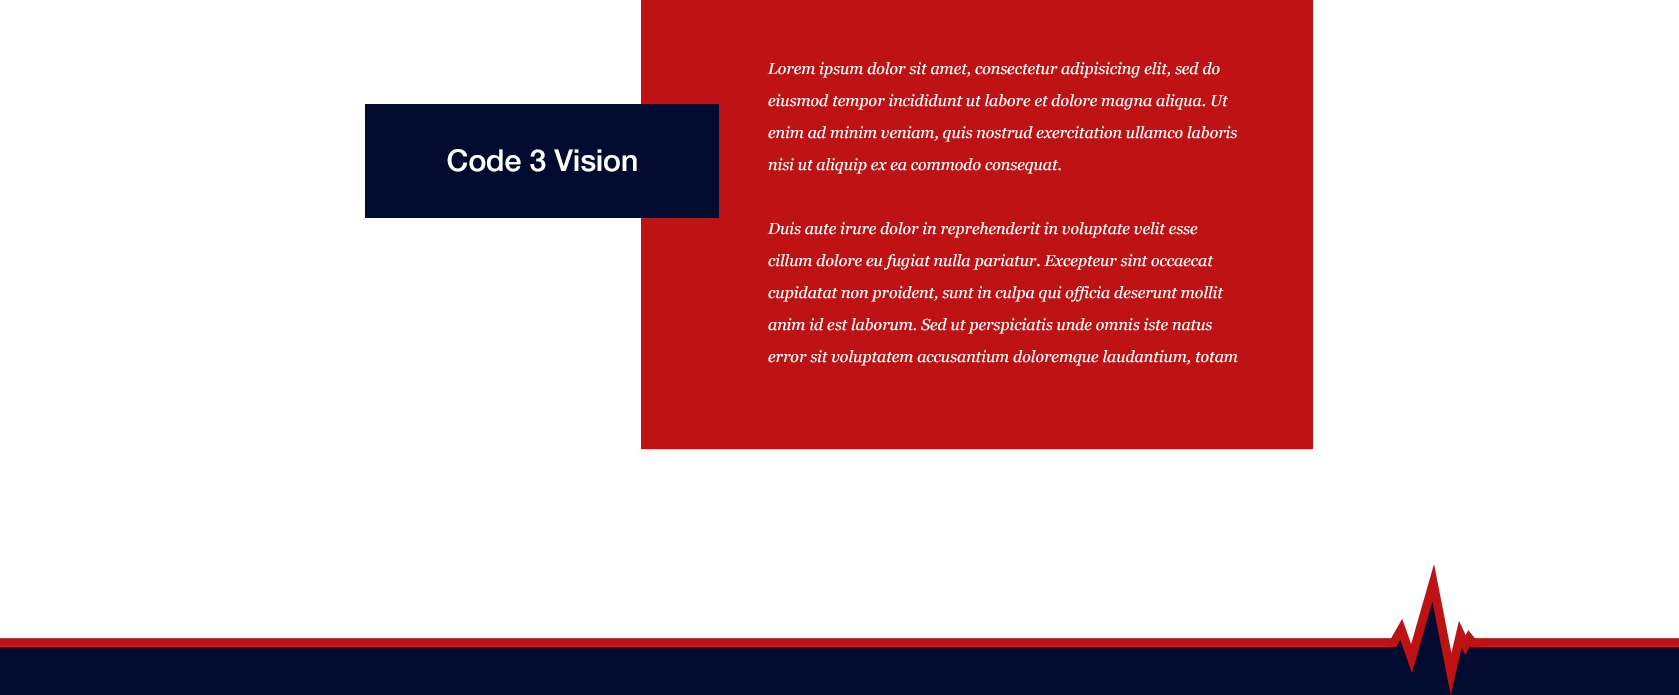 Code 3 Vision
Lorem ipsum dolor sit amet, consectetur adipisicing elit, sed do
eiusmod tempor incididunt ut labore et dolore magna aliqua. Ut
enim ad minim veniam, quis nostrud exercitation ullamco laboris
nisi ut aliquip ex ea commodo consequat.
Duis aute irure dolor in reprehenderit in voluptate velit esse
cillum dolore eu fugiat nulla pariatur. Excepteur sint occaecat
cupidatat non proident, sunt in culpa qui officia deserunt mollit
anim id est laborum. Sed ut perspiciatis unde omnis iste natus
error sit voluptatem accusantium doloremque laudantium, totam